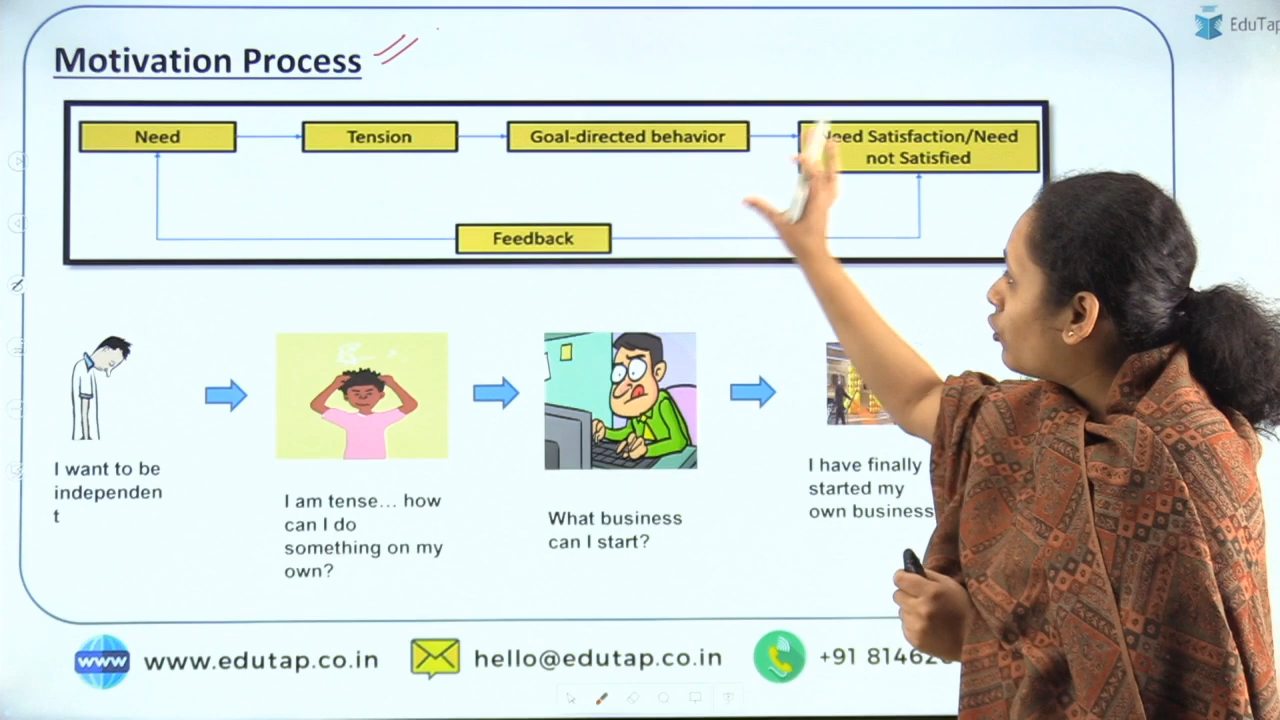 EduTap
Motivation Process
Need
Tension
Goal-directed behavior
Need Satisfaction/Need
not Satisfied
Feedback
I want to be
independen
t
I am tense... how
can I do
something on my
own?
What business
can I start?
I have finally
started my
own business
www
www.edutap.co.in
hello@edutap.co.in
+91 81462